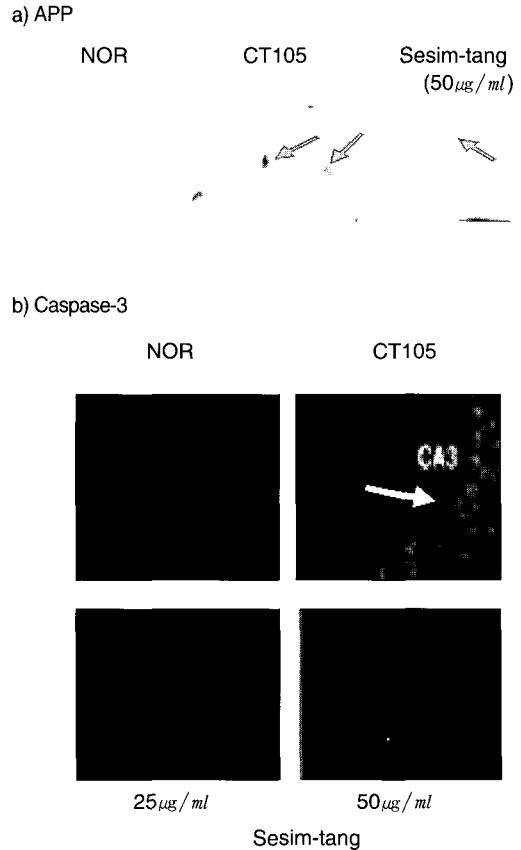 a) APP
NOR CT105 Sesim-tang
(50㎍/ml)
b) Caspase-3
NOR CT105
CA3
25㎍/ml 50㎍/ml
Sesim-tang